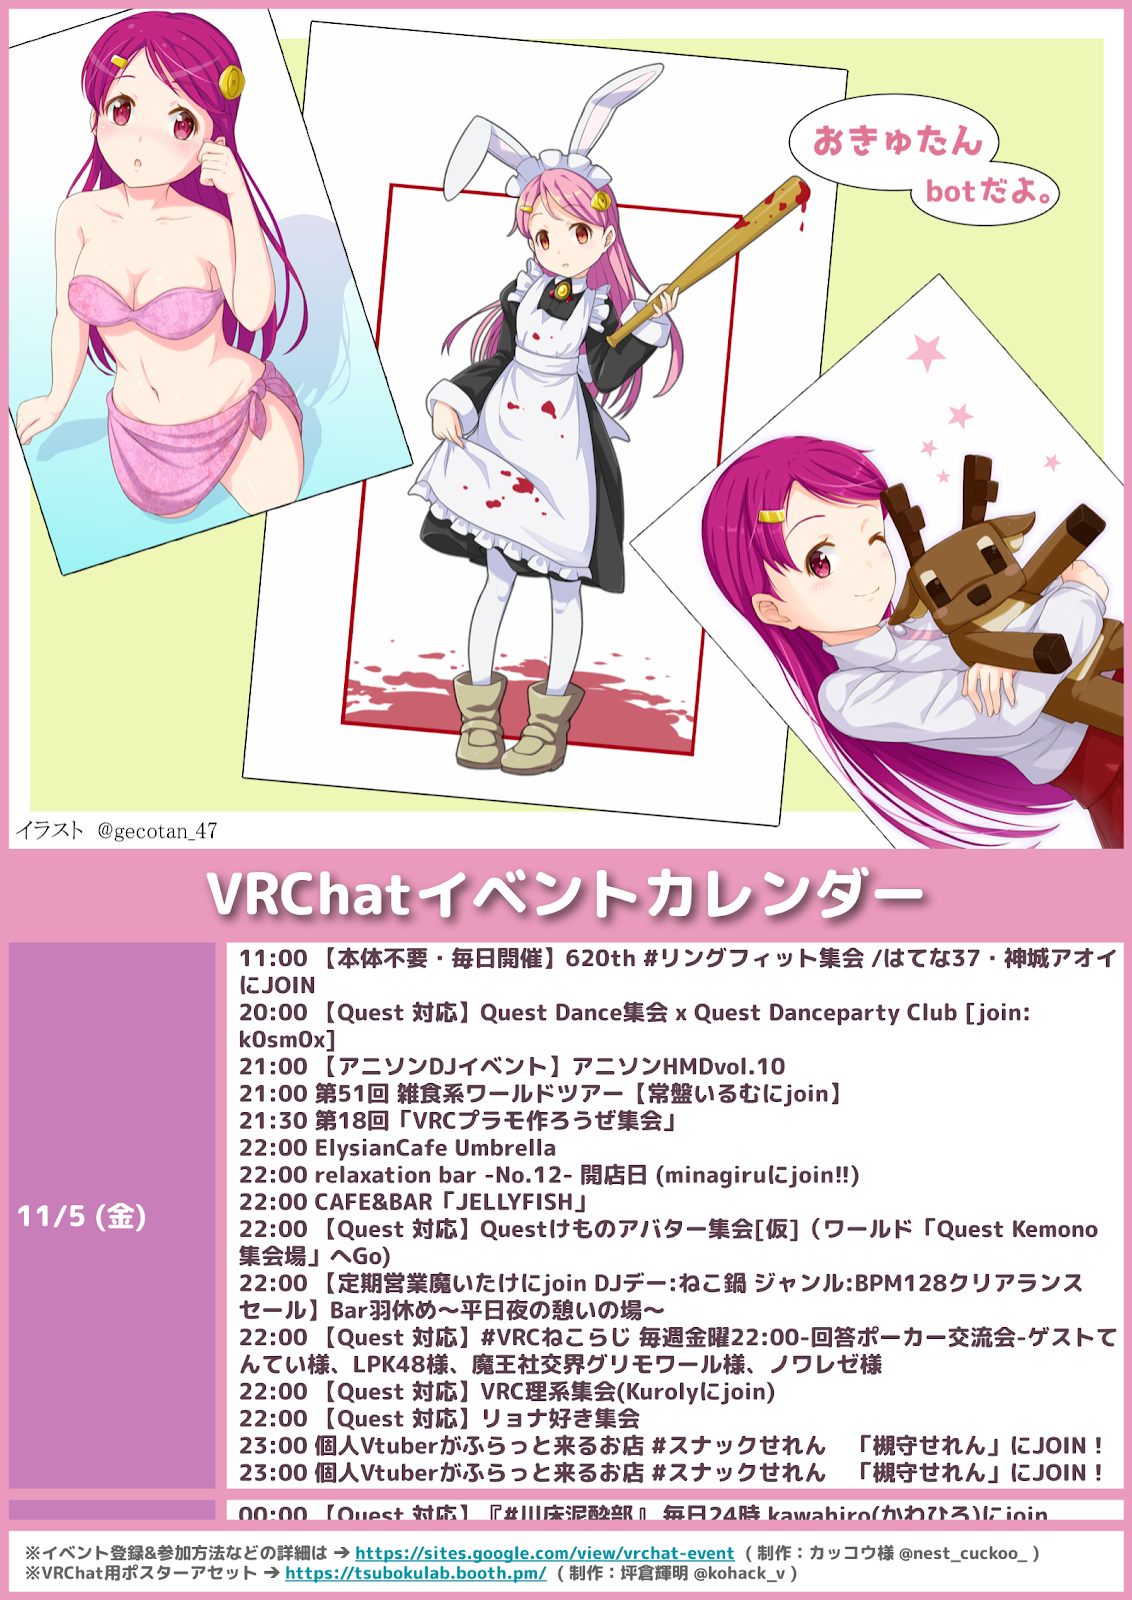 おきゅたん
botだよ。
イラスト @gecotan_47
VRChatイベントカレンダー
11/5 (金)
11:00 【本体不要・毎日開催】620th #リングフィット集会 /はてな37・神城アオイ
にJOIN
20:00 【Quest 対応】Quest Dance集会 x Quest Danceparty Club [join:
k0sm0x]
21:00 【アニソンDJイベント】アニソンHMDvol.10
21:00 第51回 雑食系ワールドツアー【常盤いるむにjoin】
21:30 第18回「VRCプラモ作ろうぜ集会」
22:00 ElysianCafe Umbrella
22:00 relaxation bar -No.12- 開店日 (minagiruにjoin!!)
22:00 CAFE&BAR「JELLYFISH」
22:00 【Quest 対応】Questけものアバター集会[仮]（ワールド「Quest Kemono
集会場」へGo)
22:00 【定期営業魔いたけにjoin DJデー:ねこ鍋 ジャンル:BPM128クリアランス
セール】Bar羽休め～平日夜の憩いの場～
22:00 【Quest 対応】#VRCねこらじ 毎週金曜22:00-回答ポーカー交流会-ゲストて
んてい様、LPK48様、魔王社交界グリモワール様、ノワレゼ様
22:00 【Quest 対応】VRC理系集会(Kurolyにjoin)
22:00 【Quest 対応】リョナ好き集会
23:00 個人Vtuberがふらっと来るお店 #スナックせれん　「槻守せれん」にJOIN！
23:00 個人Vtuberがふらっと来るお店 #スナックせれん　「槻守せれん」にJOIN！
00:00 【Quest 対応】『#川床泥酔部』 毎日24時 kawahiro(かわひろ)にjoin
※イベント登録&参加方法などの詳細は → https://sites.google.com/view/vrchat-event ( 制作：カッコウ様 @nest_cuckoo_ )
※VRChat用ポスターアセット → https://tsubokulab.booth.pm/ ( 制作：坪倉輝明 @kohack_v )